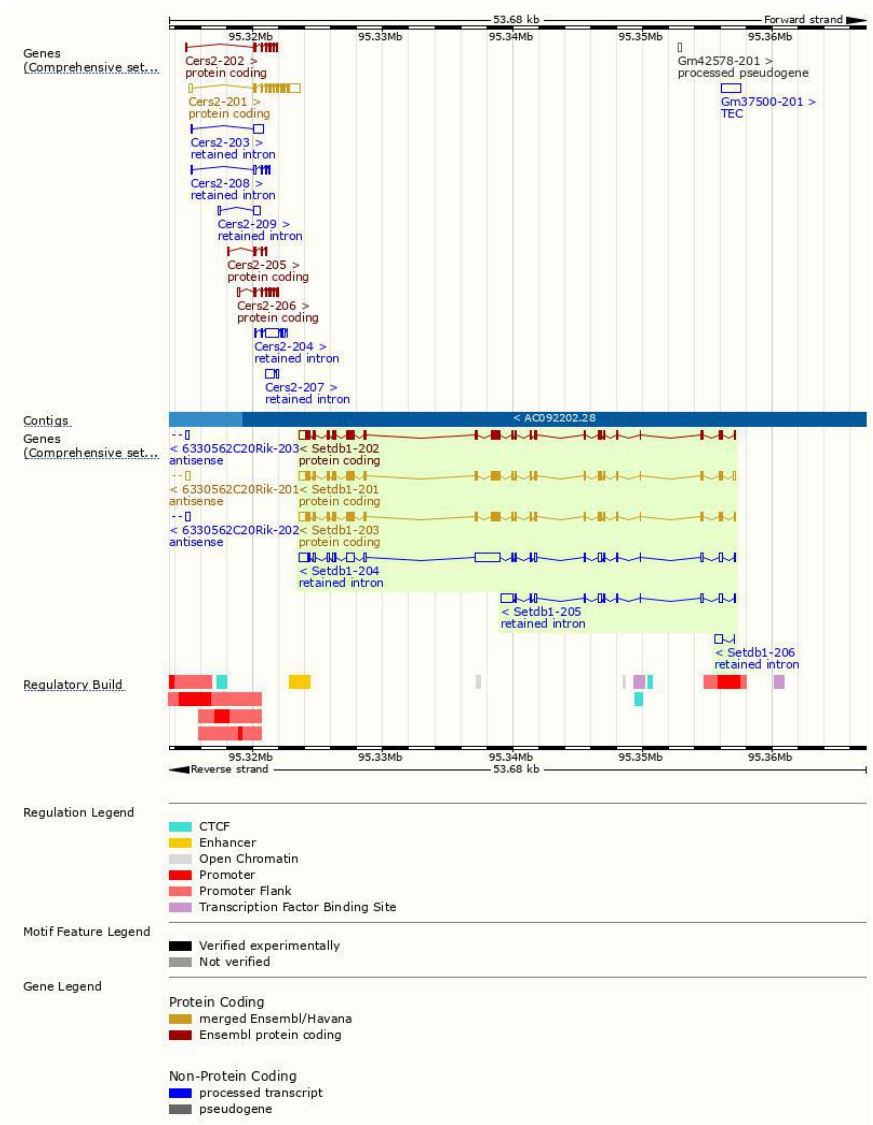 53.68 kb
Forward strand
95.32Mb 95.33Mb 95.34Mb 95.35Mb 95.36Mb
Genes
(Comprehensive set...
Cers2-202 >
protein coding
Gm42578-201 >
processed pseudogene
Cers2-201 >
protein coding
Gm37500-201 >
TEC
Cers2-203 >
retained intron
Cers2-208 >
retained intron
Cers2-209 >
retained intron
Cers2-205 >
protein coding
Cers2-206 >
protein coding
Cers2-204 >
retained intron
Cers2-207 >
retained intron
Contigs
< AC092202.28
Genes
(Comprehensive set...
< 6330562C20Rik-203
antisense
< Setdb1-202
protein coding
< 6330562C20Rik-201
antisense
< Setdb1-201
protein coding
< 6330562C20Rik-202
antisense
< Setdb1-203
protein coding
< Setdb1-204
retained intron
< Setdb1-205
retained intron
< Setdb1-206
retained intron
Regulatory Build
95.32Mb 95.33Mb 95.34Mb 95.35Mb 95.36Mb
Reverse strand
53.68 kb
Regulation Legend
CTCF
Enhancer
Open Chromatin
Promoter
Promoter Flank
Transcription Factor Binding Site
Motif Feature Legend
Verified experimentally
Not verified
Gene Legend
Protein Coding
merged Ensembl/Havana
Ensembl protein coding
Non-Protein Coding
processed transcript
pseudogene